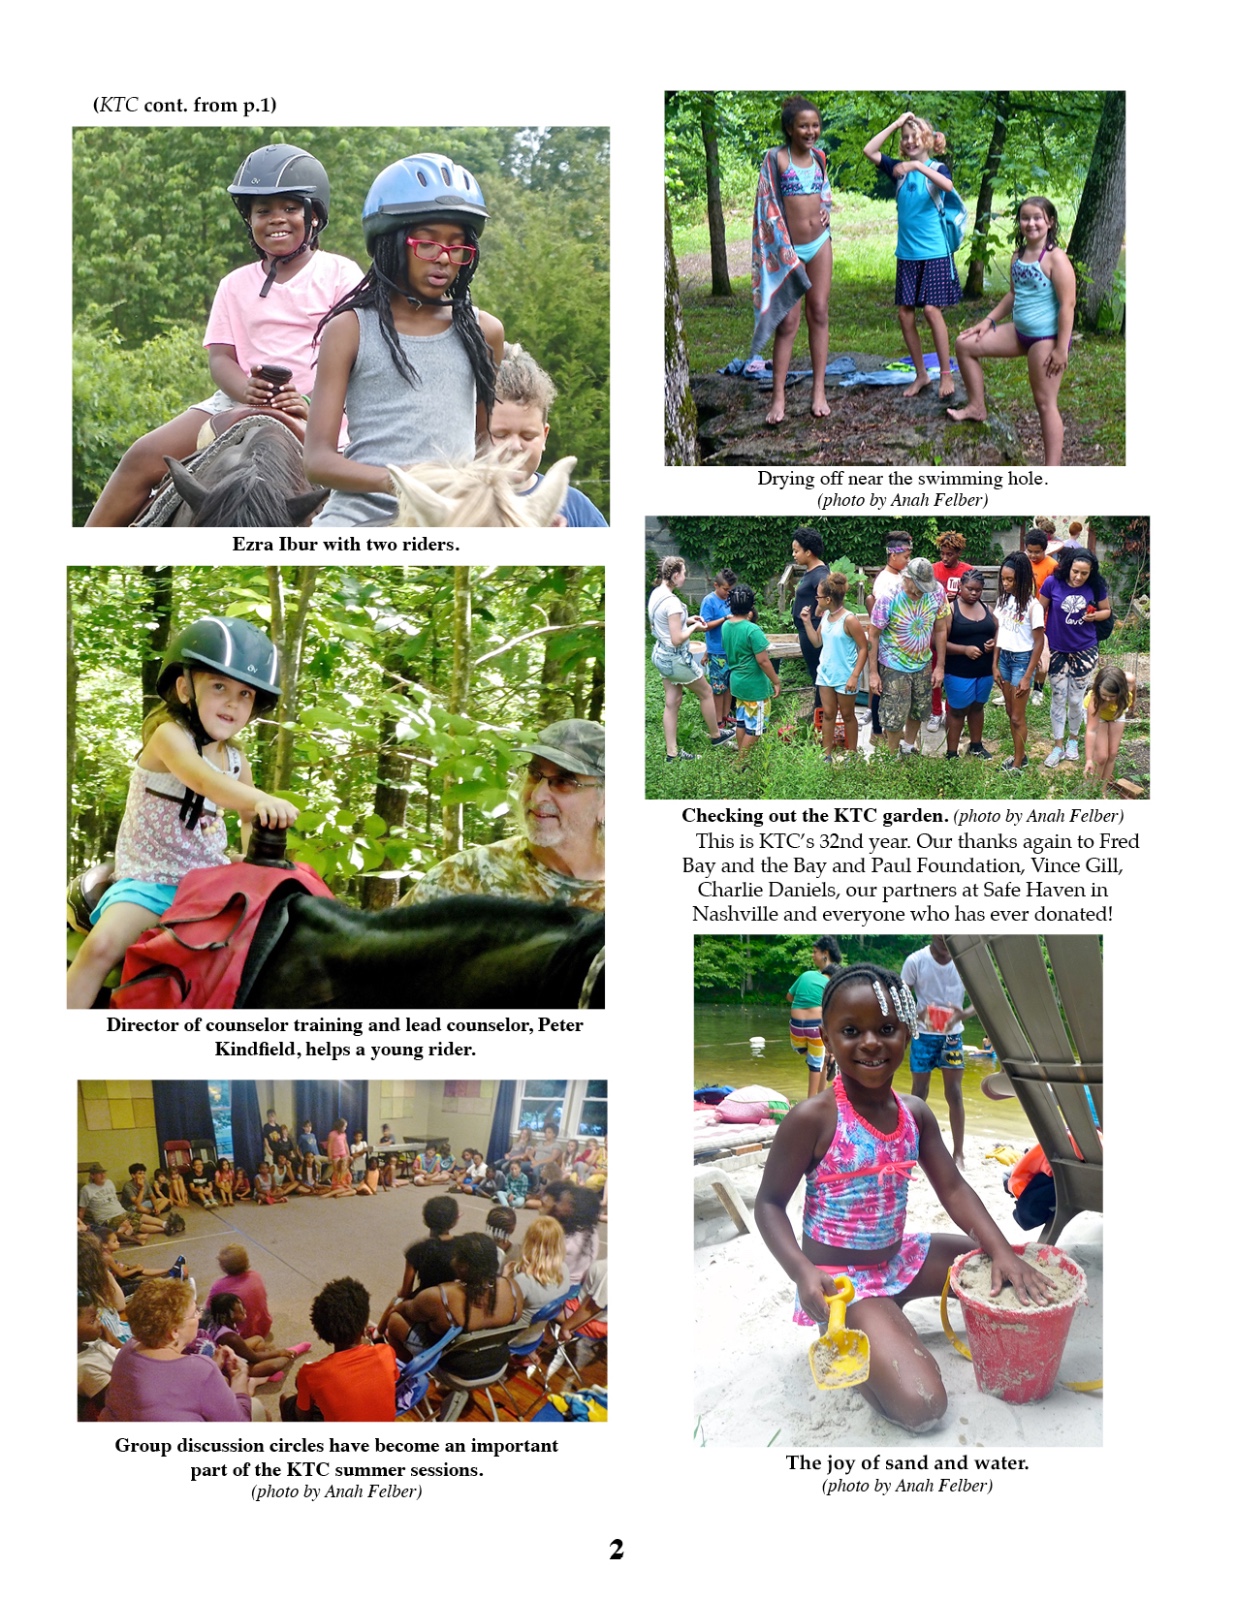 (KTC cont. from p.1)
Ezra Ibur with two riders.
Director of counselor training and lead counselor, Peter
Kindfield, helps a young rider.
Group discussion circles have become an important
part of the KTC summer sessions.
(photo by Anah Felber)
Drying off near the swimming hole.
(photo by Anah Felber)
Checking out the KTC garden. (photo by Anah Felber)
This is KTC’s 32nd year. Our thanks again to Fred
Bay and the Bay and Paul Foundation, Vince Gill,
Charlie Daniels, our partners at Safe Haven in
Nashville and everyone who has ever donated!
The joy of sand and water.
(photo by Anah Felber)
2